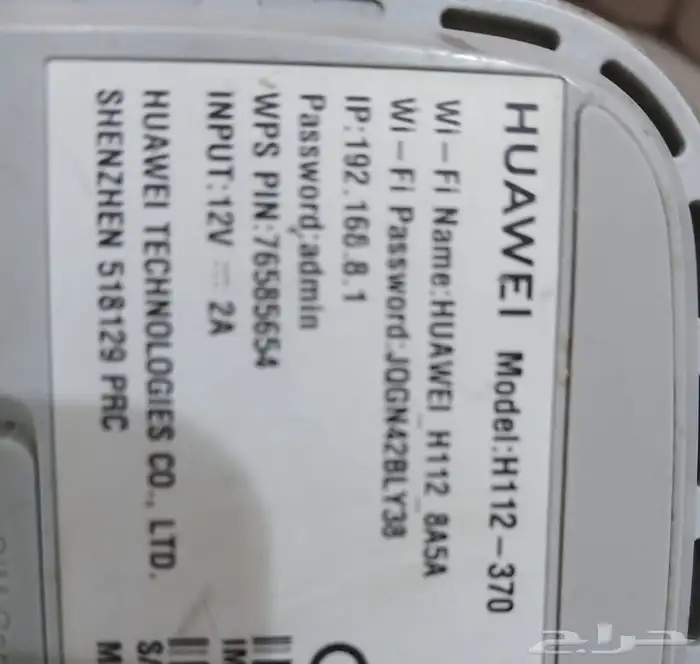 HUAWEI Model:H112-370
Wi-Fi Name:HUAWEI_H112_8A5A
Wi-Fi Password:JQGN42BLY38
IP:192.168.8.1
Password:admin
WPS PIN:76585654
INPUT:12V ⎓ 2A
HUAWEI TECHNOLOGIES CO., LTD.
SHENZHEN 518129 PRC
حراج